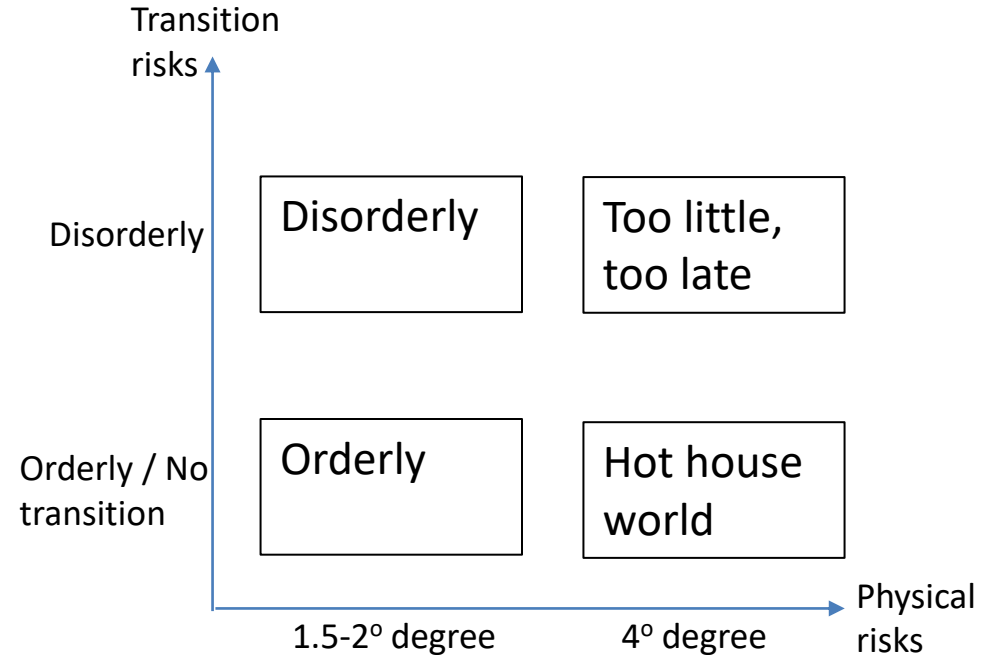 Transition
risks
Disorderly
Disorderly
Too little,
too late
Orderly / No
transition
Orderly
Hot house
world
Physical
risks
1.5-2º degree
4º degree